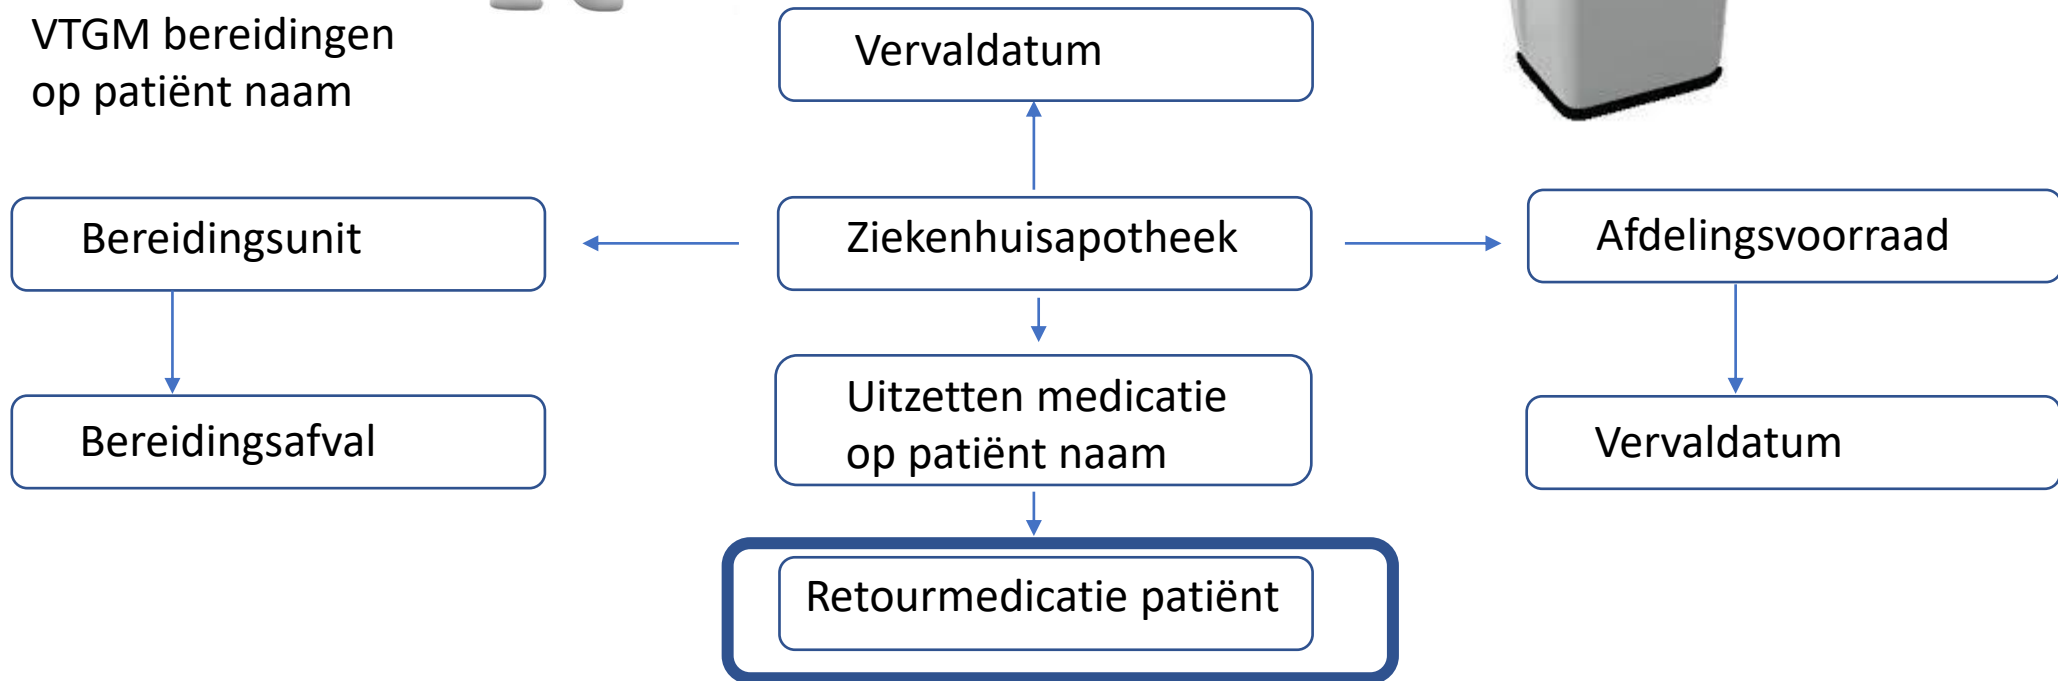 VTGM bereidingen
op patiënt naam
Vervaldatum
Bereidingsunit
Ziekenhuisapotheek
Afdelingsvoorraad
Bereidingsafval
Uitzetten medicatie
op patiënt naam
Vervaldatum
Retourmedicatie patiënt